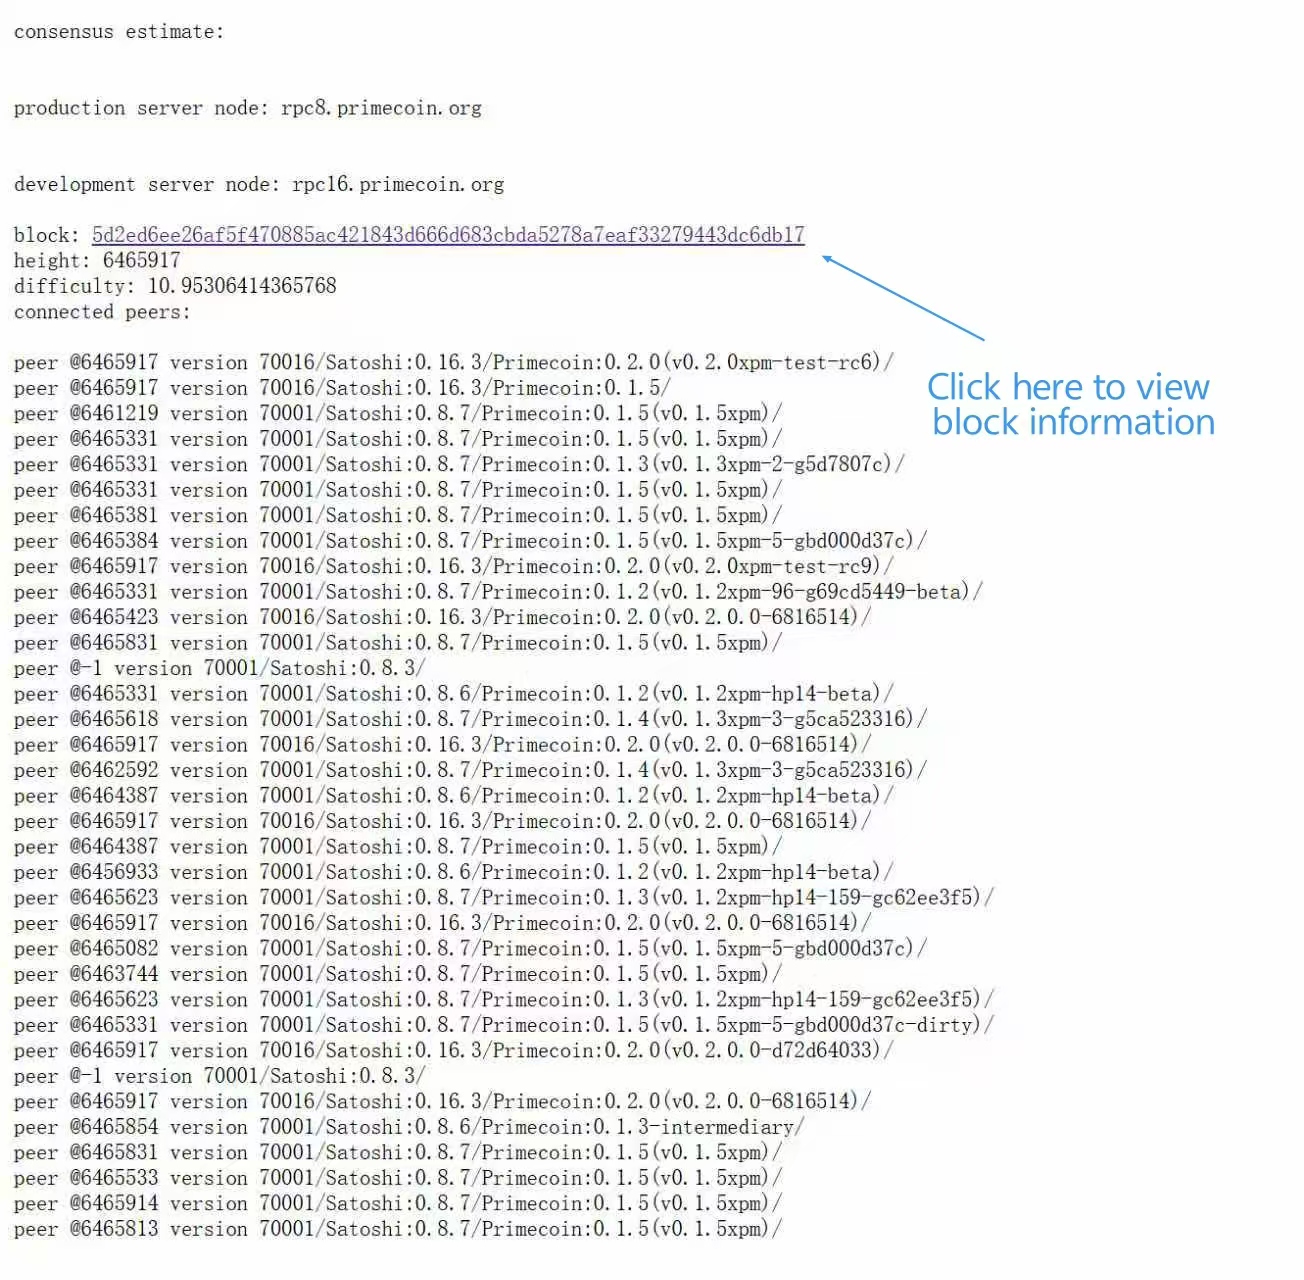 consensus estimate:
production server node: rpc8.primecoin.org
development server node: rpc16.primecoin.org
block: 5d2ed6ee26af5f470885ac421843d666d683cbda5278a7eaf33279443dc6db17
height: 6465917
difficulty: 10.95306414365768
connected peers:
peer @6465917 version 70016/Satoshi:0.16.3/Primecoin:0.2.0(v0.2.0xpm-test-rc6)/
peer @6465917 version 70016/Satoshi:0.16.3/Primecoin:0.1.5/
peer @6461219 version 70001/Satoshi:0.8.7/Primecoin:0.1.5(v0.1.5xpm)/
peer @6465331 version 70001/Satoshi:0.8.7/Primecoin:0.1.5(v0.1.5xpm)/
peer @6465331 version 70001/Satoshi:0.8.7/Primecoin:0.1.3(v0.1.3xpm-2-g5d7807c)/
peer @6465331 version 70001/Satoshi:0.8.7/Primecoin:0.1.5(v0.1.5xpm)/
peer @6465381 version 70001/Satoshi:0.8.7/Primecoin:0.1.5(v0.1.5xpm)/
peer @6465384 version 70001/Satoshi:0.8.7/Primecoin:0.1.5(v0.1.5xpm-5-gbd000d37c)/
peer @6465917 version 70016/Satoshi:0.16.3/Primecoin:0.2.0(v0.2.0xpm-test-rc9)/
peer @6465331 version 70001/Satoshi:0.8.7/Primecoin:0.1.2(v0.1.2xpm-96-g69cd5449-beta)/
peer @6465423 version 70016/Satoshi:0.16.3/Primecoin:0.2.0(v0.2.0.0-6816514)/
peer @6465831 version 70001/Satoshi:0.8.7/Primecoin:0.1.5(v0.1.5xpm)/
peer @-1 version 70001/Satoshi:0.8.3/
peer @6465331 version 70001/Satoshi:0.8.6/Primecoin:0.1.2(v0.1.2xpm-hp14-beta)/
peer @6465618 version 70001/Satoshi:0.8.7/Primecoin:0.1.4(v0.1.3xpm-3-g5ca523316)/
peer @6465917 version 70016/Satoshi:0.16.3/Primecoin:0.2.0(v0.2.0.0-6816514)/
peer @6462592 version 70001/Satoshi:0.8.7/Primecoin:0.1.4(v0.1.3xpm-3-g5ca523316)/
peer @6464387 version 70001/Satoshi:0.8.6/Primecoin:0.1.2(v0.1.2xpm-hp14-beta)/
peer @6465917 version 70016/Satoshi:0.16.3/Primecoin:0.2.0(v0.2.0.0-6816514)/
peer @6464387 version 70001/Satoshi:0.8.7/Primecoin:0.1.5(v0.1.5xpm)/
peer @6456933 version 70001/Satoshi:0.8.6/Primecoin:0.1.2(v0.1.2xpm-hp14-beta)/
peer @6465623 version 70001/Satoshi:0.8.7/Primecoin:0.1.3(v0.1.2xpm-hp14-159-gc62ee3f5)/
peer @6465917 version 70016/Satoshi:0.16.3/Primecoin:0.2.0(v0.2.0.0-6816514)/
peer @6465082 version 70001/Satoshi:0.8.7/Primecoin:0.1.5(v0.1.5xpm-5-gbd000d37c)/
peer @6463744 version 70001/Satoshi:0.8.7/Primecoin:0.1.5(v0.1.5xpm)/
peer @6465623 version 70001/Satoshi:0.8.7/Primecoin:0.1.3(v0.1.2xpm-hp14-159-gc62ee3f5)/
peer @6465331 version 70001/Satoshi:0.8.7/Primecoin:0.1.5(v0.1.5xpm-5-gbd000d37c-dirty)/
peer @6465917 version 70016/Satoshi:0.16.3/Primecoin:0.2.0(v0.2.0.0-d72d64033)/
peer @-1 version 70001/Satoshi:0.8.3/
peer @6465917 version 70016/Satoshi:0.16.3/Primecoin:0.2.0(v0.2.0.0-6816514)/
peer @6465854 version 70001/Satoshi:0.8.6/Primecoin:0.1.3-intermediary/
peer @6465831 version 70001/Satoshi:0.8.7/Primecoin:0.1.5(v0.1.5xpm)/
peer @6465533 version 70001/Satoshi:0.8.7/Primecoin:0.1.5(v0.1.5xpm)/
peer @6465914 version 70001/Satoshi:0.8.7/Primecoin:0.1.5(v0.1.5xpm)/
peer @6465813 version 70001/Satoshi:0.8.7/Primecoin:0.1.5(v0.1.5xpm)/
Click here to view
block information